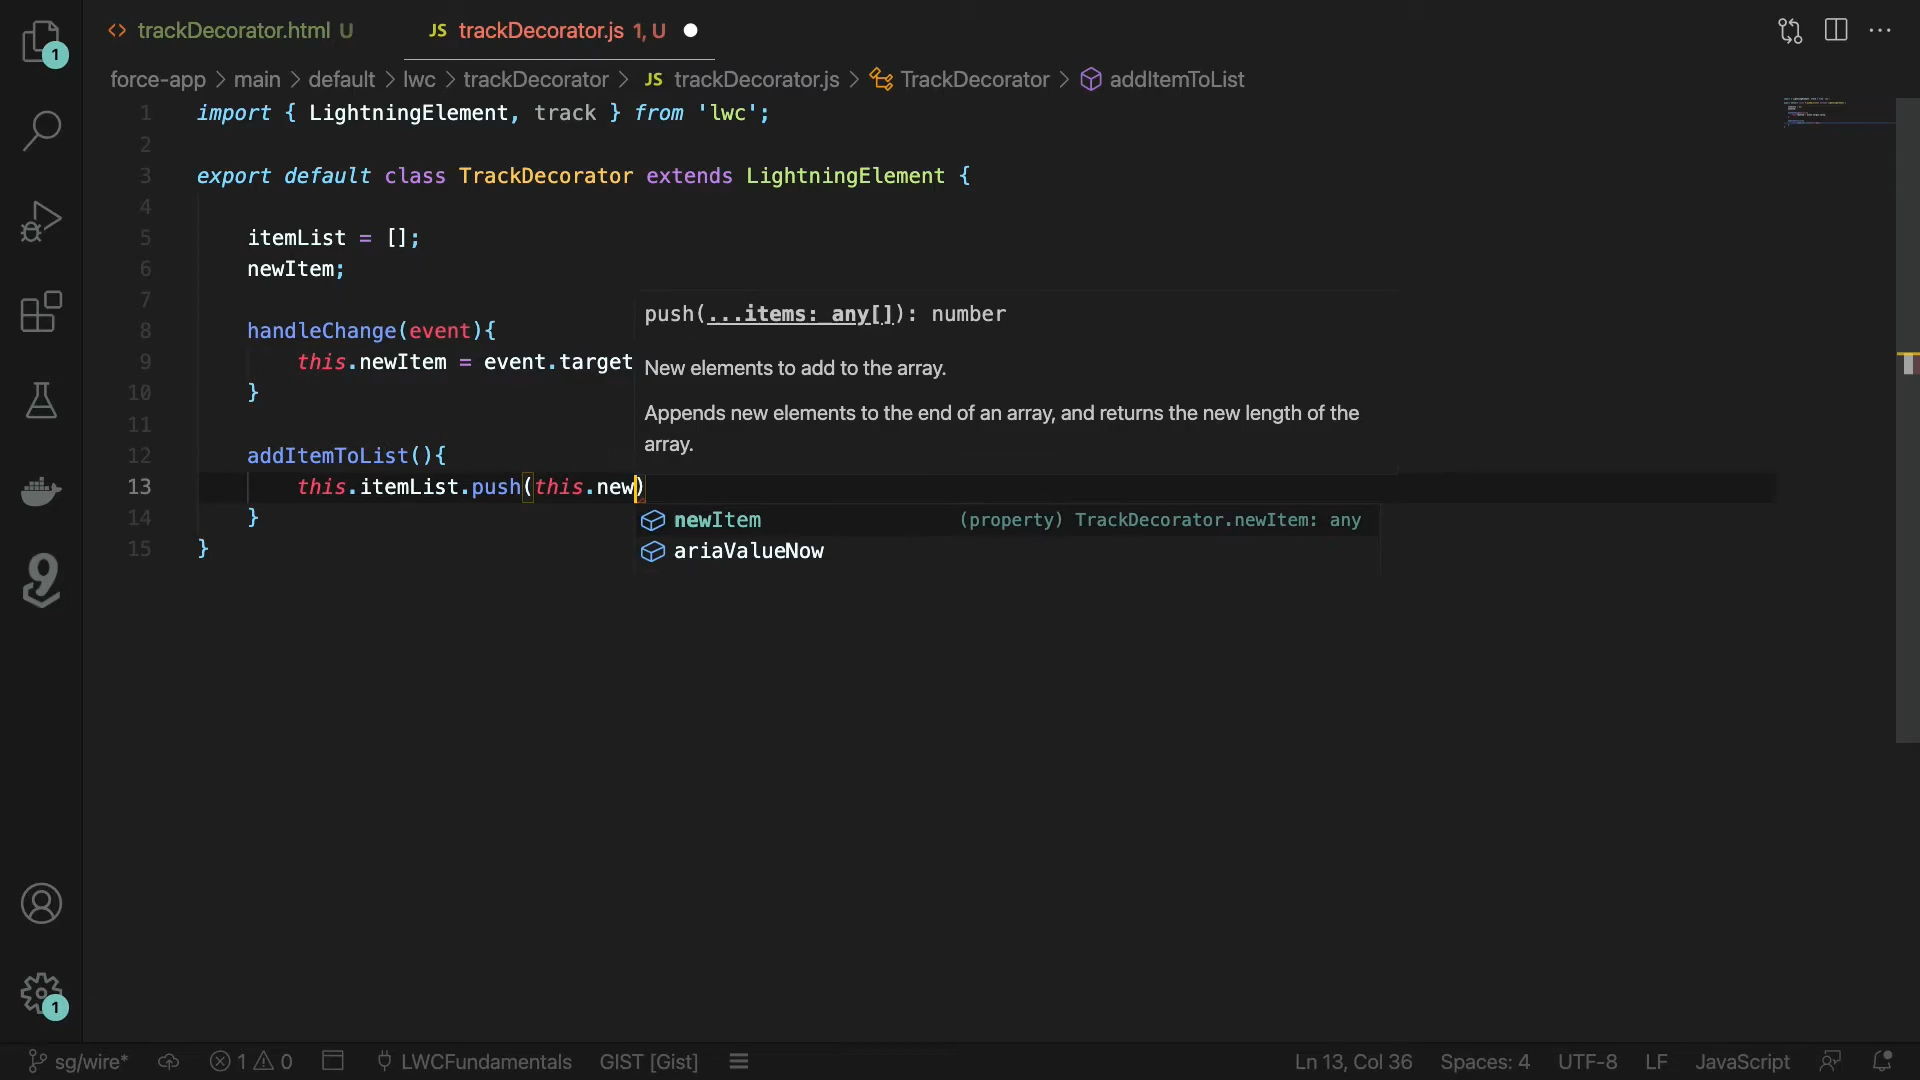 1
<> trackDecorator.html U
JS trackDecorator.js 1, U
force-app > main > default > lwc > trackDecorator > JS trackDecorator.js > TrackDecorator > addItemToList
1 import { LightningElement, track } from 'lwc';
2
3 export default class TrackDecorator extends LightningElement {
4
5 itemList = [];
6 newItem;
7
8 handleChange(event){
9 this.newItem = event.target
10 }
11
12 addItemToList(){
13 this.itemList.push(this.new)
14 }
15 }
push(...items: any[]): number
New elements to add to the array.
Appends new elements to the end of an array, and returns the new length of the
array.
newItem (property) TrackDecorator.newItem: any
ariaValueNow
1
sg/wire* 1 0 LWCFundamentals GIST [Gist] Ln 13, Col 36 Spaces: 4 UTF-8 LF JavaScript